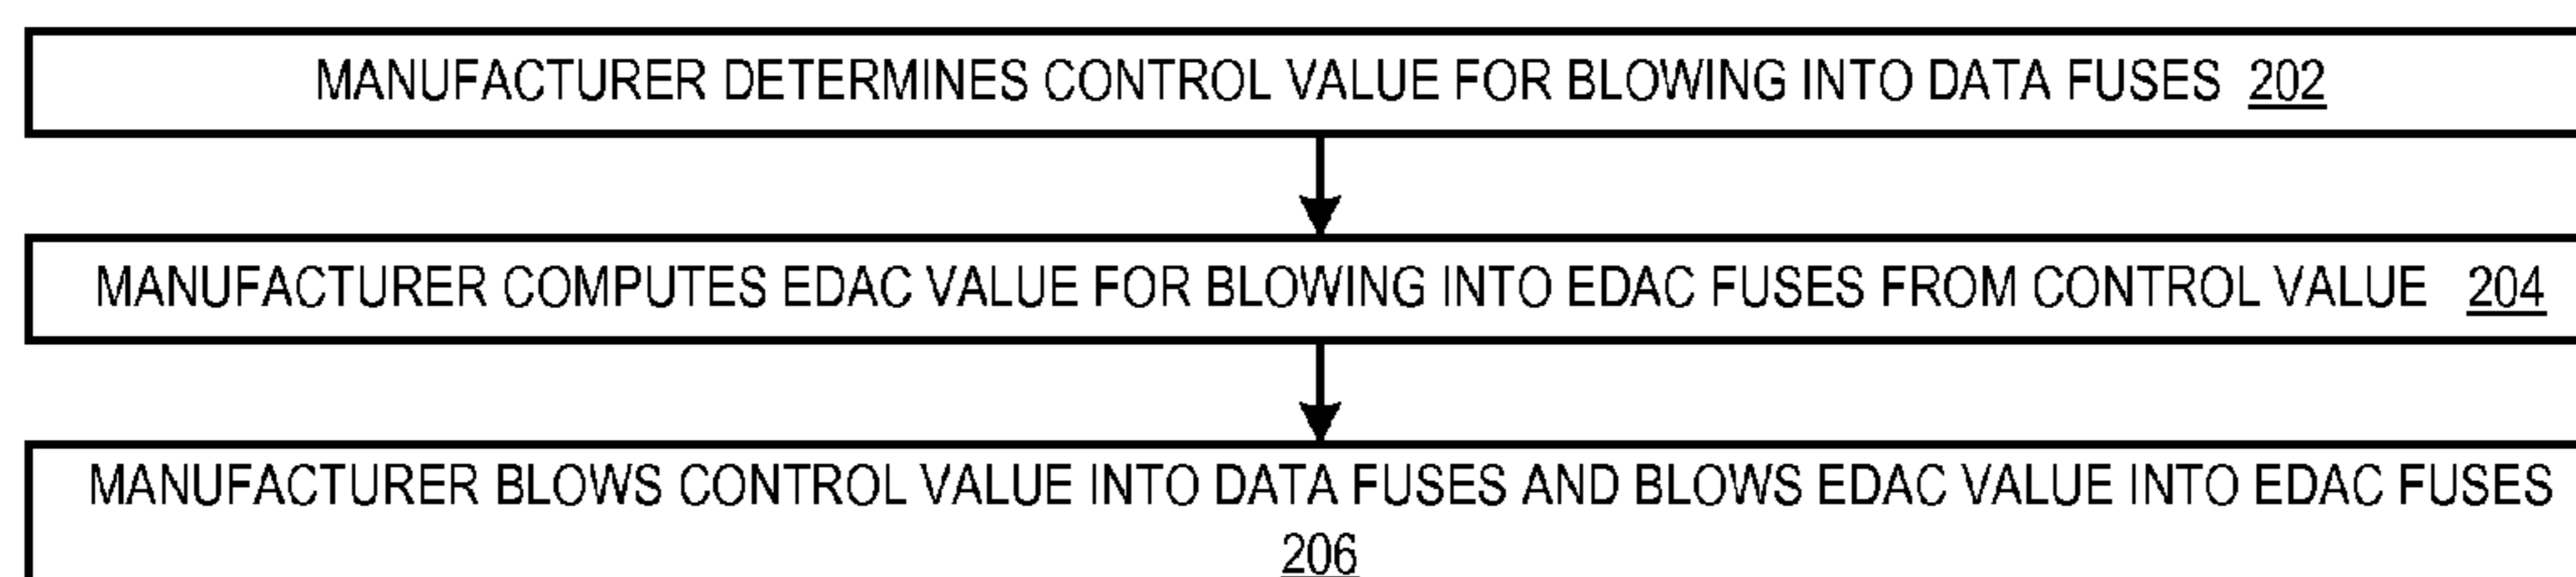 MANUFACTURER DETERMINES CONTROL VALUE FOR BLOWING INTO DATA FUSES 202
MANUFACTURER COMPUTES EDAC VALUE FOR BLOWING INTO EDAC FUSES FROM CONTROL VALUE 204
MANUFACTURER BLOWS CONTROL VALUE INTO DATA FUSES AND BLOWS EDAC VALUE INTO EDAC FUSES
206